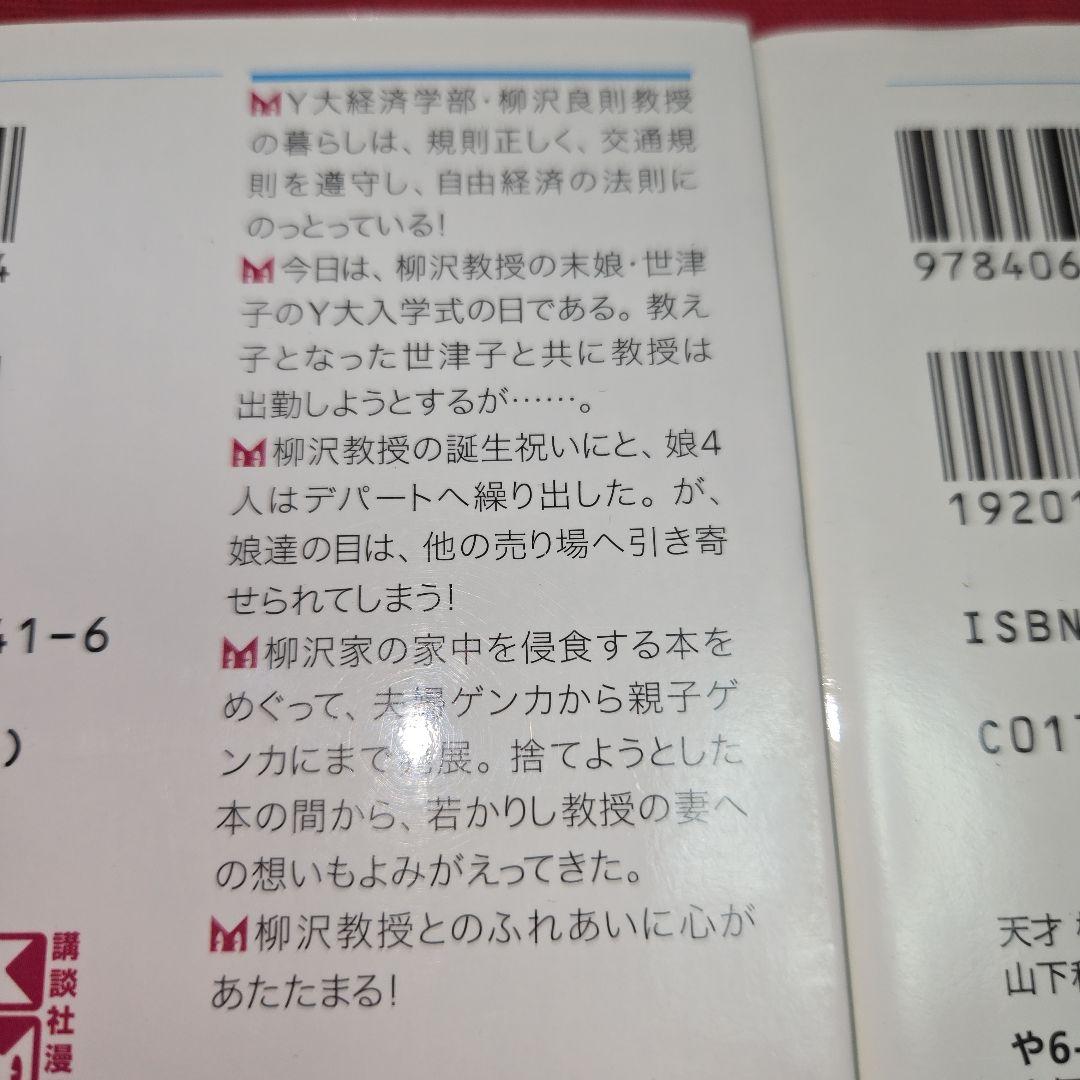 Y大経済学部・柳沢良則教授
の暮らしは、規則正しく、交通規
則を遵守し、自由経済の法則に
のっとっている!
今日は、柳沢教授の末娘・世津
子のY大入学式の日である。教え
子となった世津子と共に教授は
出勤しようとするが……。
柳沢教授の誕生祝いにと、娘4
人はデパートへ繰り出した。が、
娘達の目は、他の売り場へ引き寄
せられてしまう!
柳沢家の家中を侵食する本を
めぐって、夫婦ゲンカから親子ゲ
ンカにまで発展。捨てようとした
本の間から、若かりし教授の妻へ
の想いもよみがえってきた。
柳沢教授とのふれあいに心が
あたたまる!
4
41-6
)
講談社漫
978406
19201
ISBN
C017
天才
山下
や6-